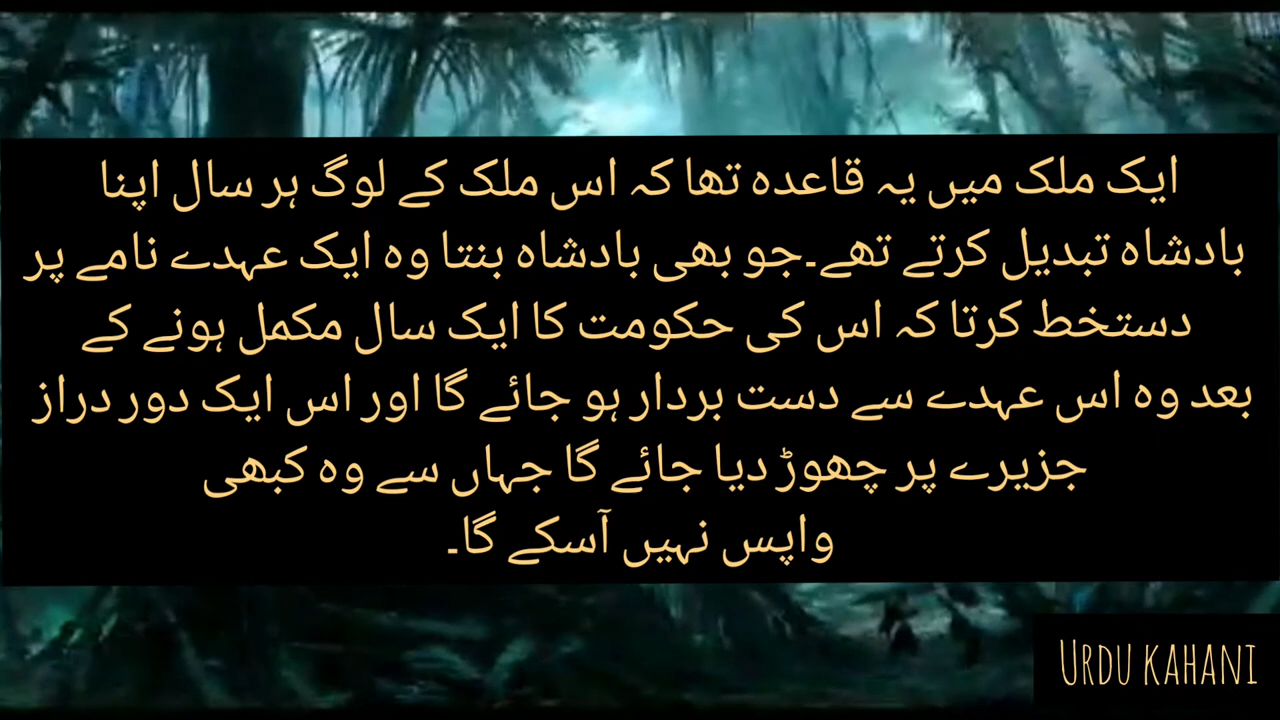 ایک ملک میں یہ قاعدہ تھا کہ اس ملک کے لوگ ہر سال اپنا
بادشاہ تبدیل کرتے تھے۔جو بھی بادشاہ بنتا وہ ایک عہدے نامے پر
دستخط کرتا کہ اس کی حکومت کا ایک سال مکمل ہونے کے
بعد وہ اس عہدے سے دست بردار ہو جائے گا اور اس ایک دور دراز
جزیرے پر چھوڑ دیا جائے گا جہاں سے وہ کبھی
واپس نہیں آسکے گا۔
URDU KAHANI